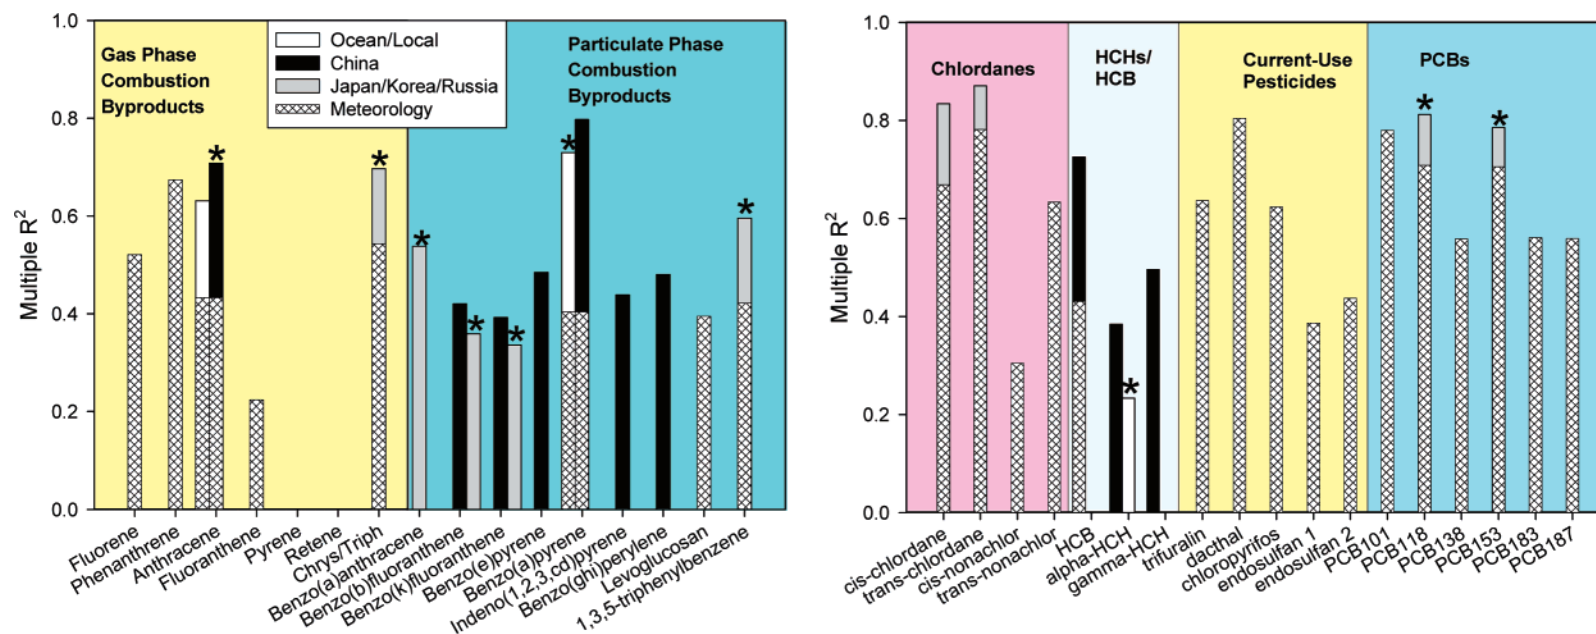 Multiple R2
1.0
0.8
0.6
0.4
0.2
0.0
Gas Phase
Combustion
Byproducts
Ocean/Local
China
Japan/Korea/Russia
Meteorology
Particulate Phase
Combustion
Byproducts
*
*
*
*
*
*
*
Fluorene
Phenanthrene
Anthracene
Fluoranthene
Pyrene
Retene
Chrys/Triph
Benzo(a)anthracene
Benzo(b)fluoranthene
Benzo(k)fluoranthene
Benzo(e)pyrene
Benzo(a)pyrene
Indeno(1,2,3,cd)pyrene
Benzo(ghi)perylene
Levoglucosan
1,3,5-triphenylbenzene
Multiple R2
1.0
0.8
0.6
0.4
0.2
0.0
Chlordanes
HCHs/
HCB
Current-Use
Pesticides
PCBs
*
*
*
cis-chlordane
trans-chlordane
cis-nonachlor
trans-nonachlor
HCB
alpha-HCH
gamma-HCH
trifuralin
dacthal
chloropyrifos
endosulfan 1
endosulfan 2
PCB101
PCB118
PCB138
PCB153
PCB183
PCB187